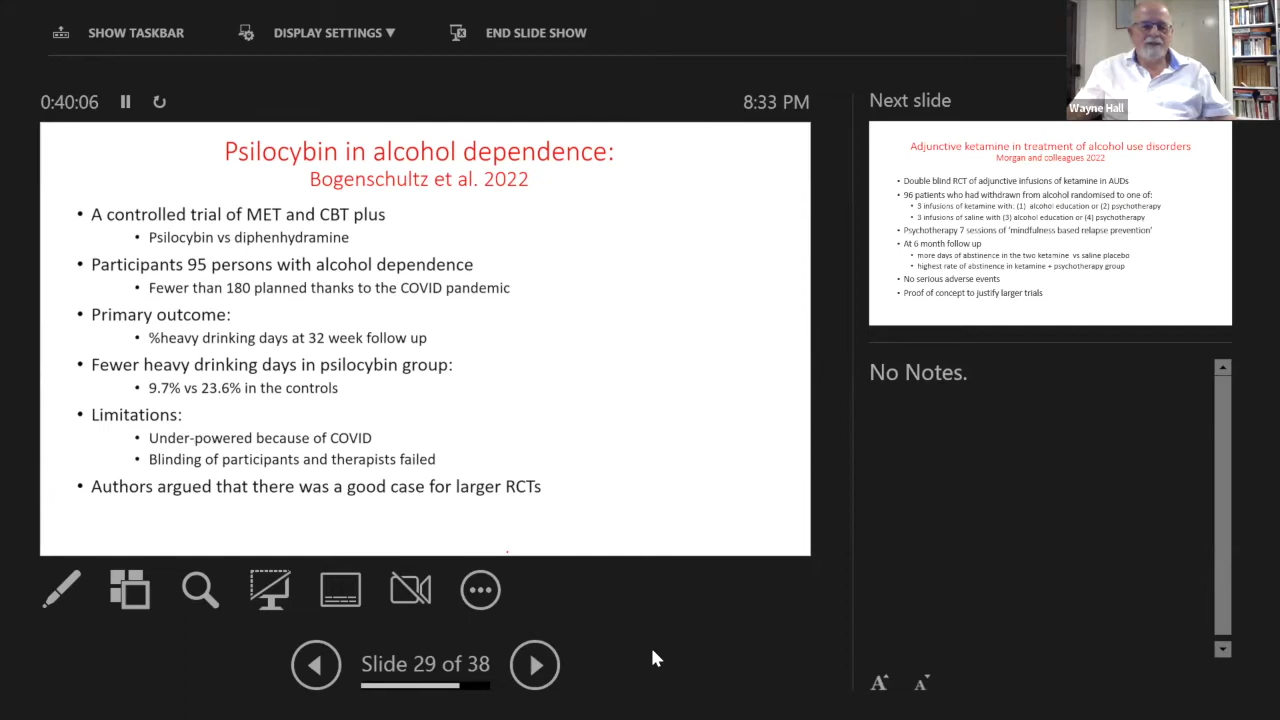 SHOW TASKBAR
DISPLAY SETTINGS ▼
END SLIDE SHOW
0:40:06
8:33 PM
Psilocybin in alcohol dependence:
Bogenschultz et al. 2022
• A controlled trial of MET and CBT plus
• Psilocybin vs diphenhydramine
• Participants 95 persons with alcohol dependence
• Fewer than 180 planned thanks to the COVID pandemic
• Primary outcome:
• %heavy drinking days at 32 week follow up
• Fewer heavy drinking days in psilocybin group:
• 9.7% vs 23.6% in the controls
• Limitations:
• Under-powered because of COVID
• Blinding of participants and therapists failed
• Authors argued that there was a good case for larger RCTs
Slide 29 of 38
Wayne Hall
Next slide
Adjunctive ketamine in treatment of alcohol use disorders
Morgan and colleagues 2022
• Double blind RCT of adjunctive infusions of ketamine in AUDs
• 96 patients who had withdrawn from alcohol randomised to one of:
• 3 infusions of ketamine with: (1) alcohol education or (2) psychotherapy
• 3 infusions of saline with (3) alcohol education or (4) psychotherapy
• Psychotherapy 7 sessions of 'mindfulness based relapse prevention'
• At 6 month follow up
• more days of abstinence in the two ketamine vs saline placebo
• highest rate of abstinence in ketamine + psychotherapy group
• No serious adverse events
• Proof of concept to justify larger trials
No Notes.
A A